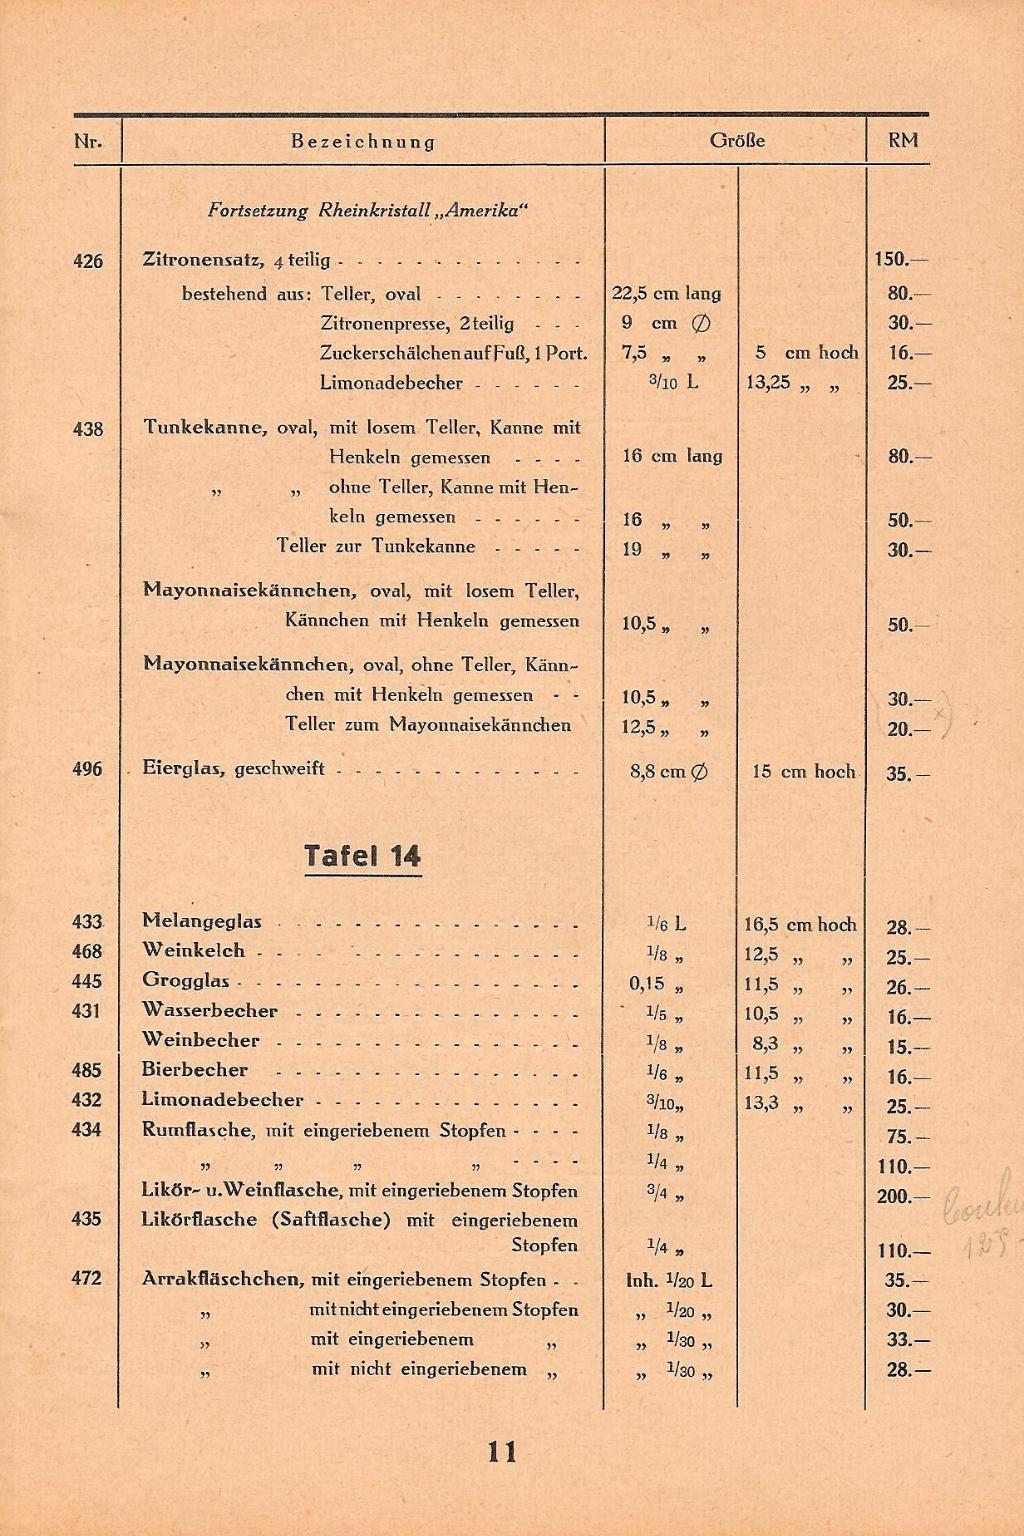 Nr. Bezeichnung Größe RM
Fortsetzung Rheinkristall „Amerika“
426 Zitronensatz, 4 teilig - - - - - - - - - - - - - 150.—
bestehend aus: Teller, oval - - - - - - - - 22,5 cm lang 80.—
Zitronenpresse, 2 teilig - - - 9 cm ∅ 30.—
Zuckerschälchen auf Fuß, 1 Port. 7,5 „ „ 5 cm hoch 16.—
Limonadebecher - - - - - - 3/10 L 13,25 „ „ 25.—
438 Tunkekanne, oval, mit losem Teller, Kanne mit
Henkeln gemessen - - - - 16 cm lang 80.—
„ „ ohne Teller, Kanne mit Hen-
keln gemessen - - - - - - 16 „ „ 50.—
Teller zur Tunkekanne - - - - - 19 „ „ 30.—
Mayonnaisekännchen, oval, mit losem Teller,
Kännchen mit Henkeln gemessen 10,5 „ „ 50.—
Mayonnaisekännchen, oval, ohne Teller, Känn-
chen mit Henkeln gemessen - - 10,5 „ „ 30.—
Teller zum Mayonnaisekännchen 12,5 „ „ 20.—
496 Eierglas, geschweift - - - - - - - - - - - - - 8,8 cm ∅ 15 cm hoch 35.—
Tafel 14
433 Melangeglas - - - - - - - - - - - - - - - - 1/6 L 16,5 cm hoch 28.—
468 Weinkelch - - - - - - - - - - - - - - - - 1/8 „ 12,5 „ „ 25.—
445 Grogglas - - - - - - - - - - - - - - - - - - 0,15 „ 11,5 „ „ 26.—
431 Wasserbecher - - - - - - - - - - - - - - - 1/5 „ 10,5 „ „ 16.—
Weinbecher - - - - - - - - - - - - - - - - 1/8 „ 8,3 „ „ 15.—
485 Bierbecher - - - - - - - - - - - - - - - - 1/6 „ 11,5 „ „ 16.—
432 Limonadebecher - - - - - - - - - - - - - - 3/10 „ 13,3 „ „ 25.—
434 Rumflasche, mit eingeriebenem Stopfen - - - - 1/8 „ 75.—
„ „ „ „ - - - - 1/4 „ 110.—
Likör- u. Weinflasche, mit eingeriebenem Stopfen 3/4 „ 200.—
435 Likörflasche (Saftflasche) mit eingeriebenem
Stopfen 1/4 „ 110.—
125
472 Arrakfläschchen, mit eingeriebenem Stopfen - - Inh. 1/20 L 35.—
„ mit nicht eingeriebenem Stopfen „ 1/20 „ 30.—
„ mit eingeriebenem „ „ 1/30 „ 33.—
„ mit nicht eingeriebenem „ „ 1/30 „ 28.—
11